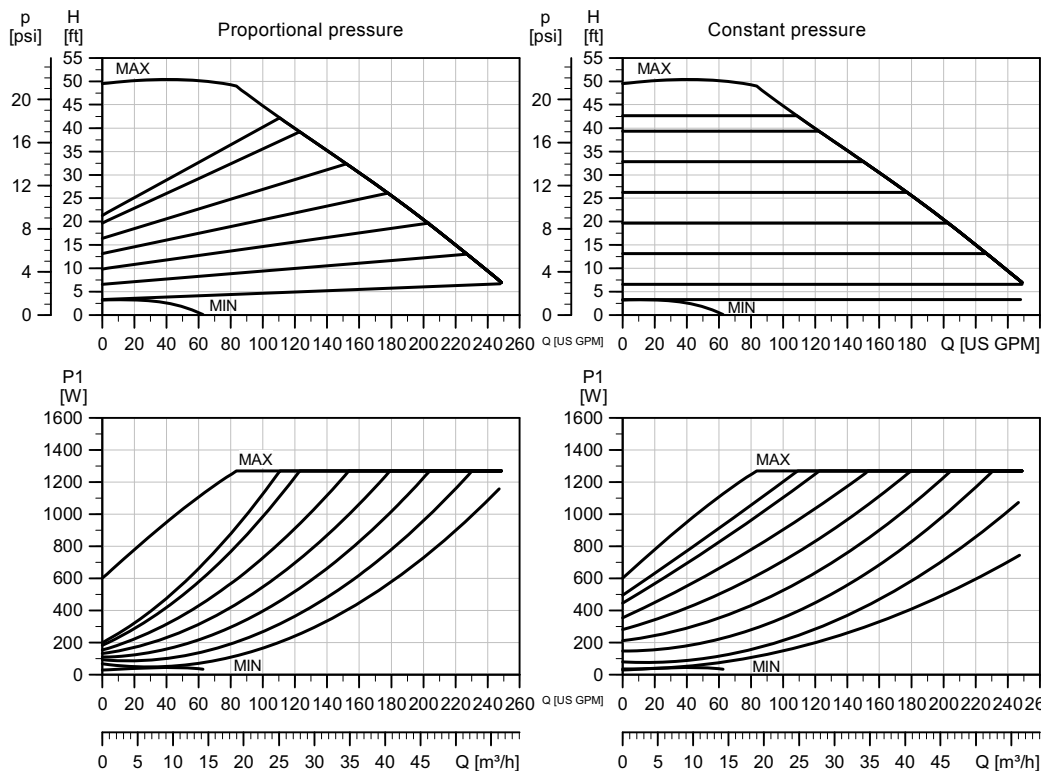 p
[psi]
H
[ft]
Proportional pressure
p
[psi]
H
[ft]
Constant pressure
55
50
45
40
35
30
25
20
15
10
5
0
20
16
12
8
4
0
MAX
MIN
0 20 40 60 80 100 120 140 160 180 200 220 240 260 Q [US GPM]
55
50
45
40
35
30
25
20
15
10
5
0
20
16
12
8
4
0
MAX
MIN
0 20 40 60 80 100 120 140 160 180 Q [US GPM]
P1
[W]
1600
1400
1200
1000
800
600
400
200
0
MAX
MIN
0 20 40 60 80 100 120 140 160 180 200 220 240 260 Q [US GPM]
0 5 10 15 20 25 30 35 40 45 Q [m³/h]
P1
[W]
1600
1400
1200
1000
800
600
400
200
0
MAX
MIN
0 20 40 60 80 100 120 140 160 180 200 220 240
0 5 10 15 20 25 30 35 40 45 Q [m³/h]